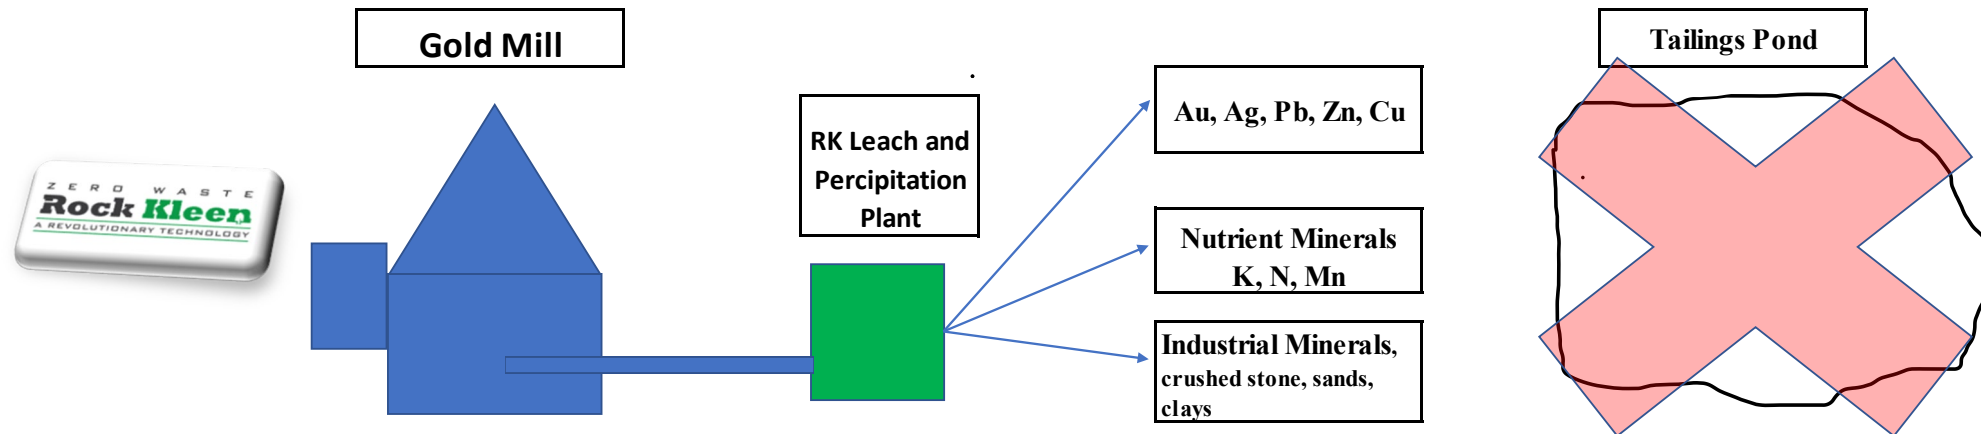 ZERO WASTE
Rock Kleen
A REVOLUTIONARY TECHNOLOGY
Gold Mill
RK Leach and
Percipitation
Plant
Au, Ag, Pb, Zn, Cu
Nutrient Minerals
K, N, Mn
Industrial Minerals,
crushed stone, sands,
clays
Tailings Pond